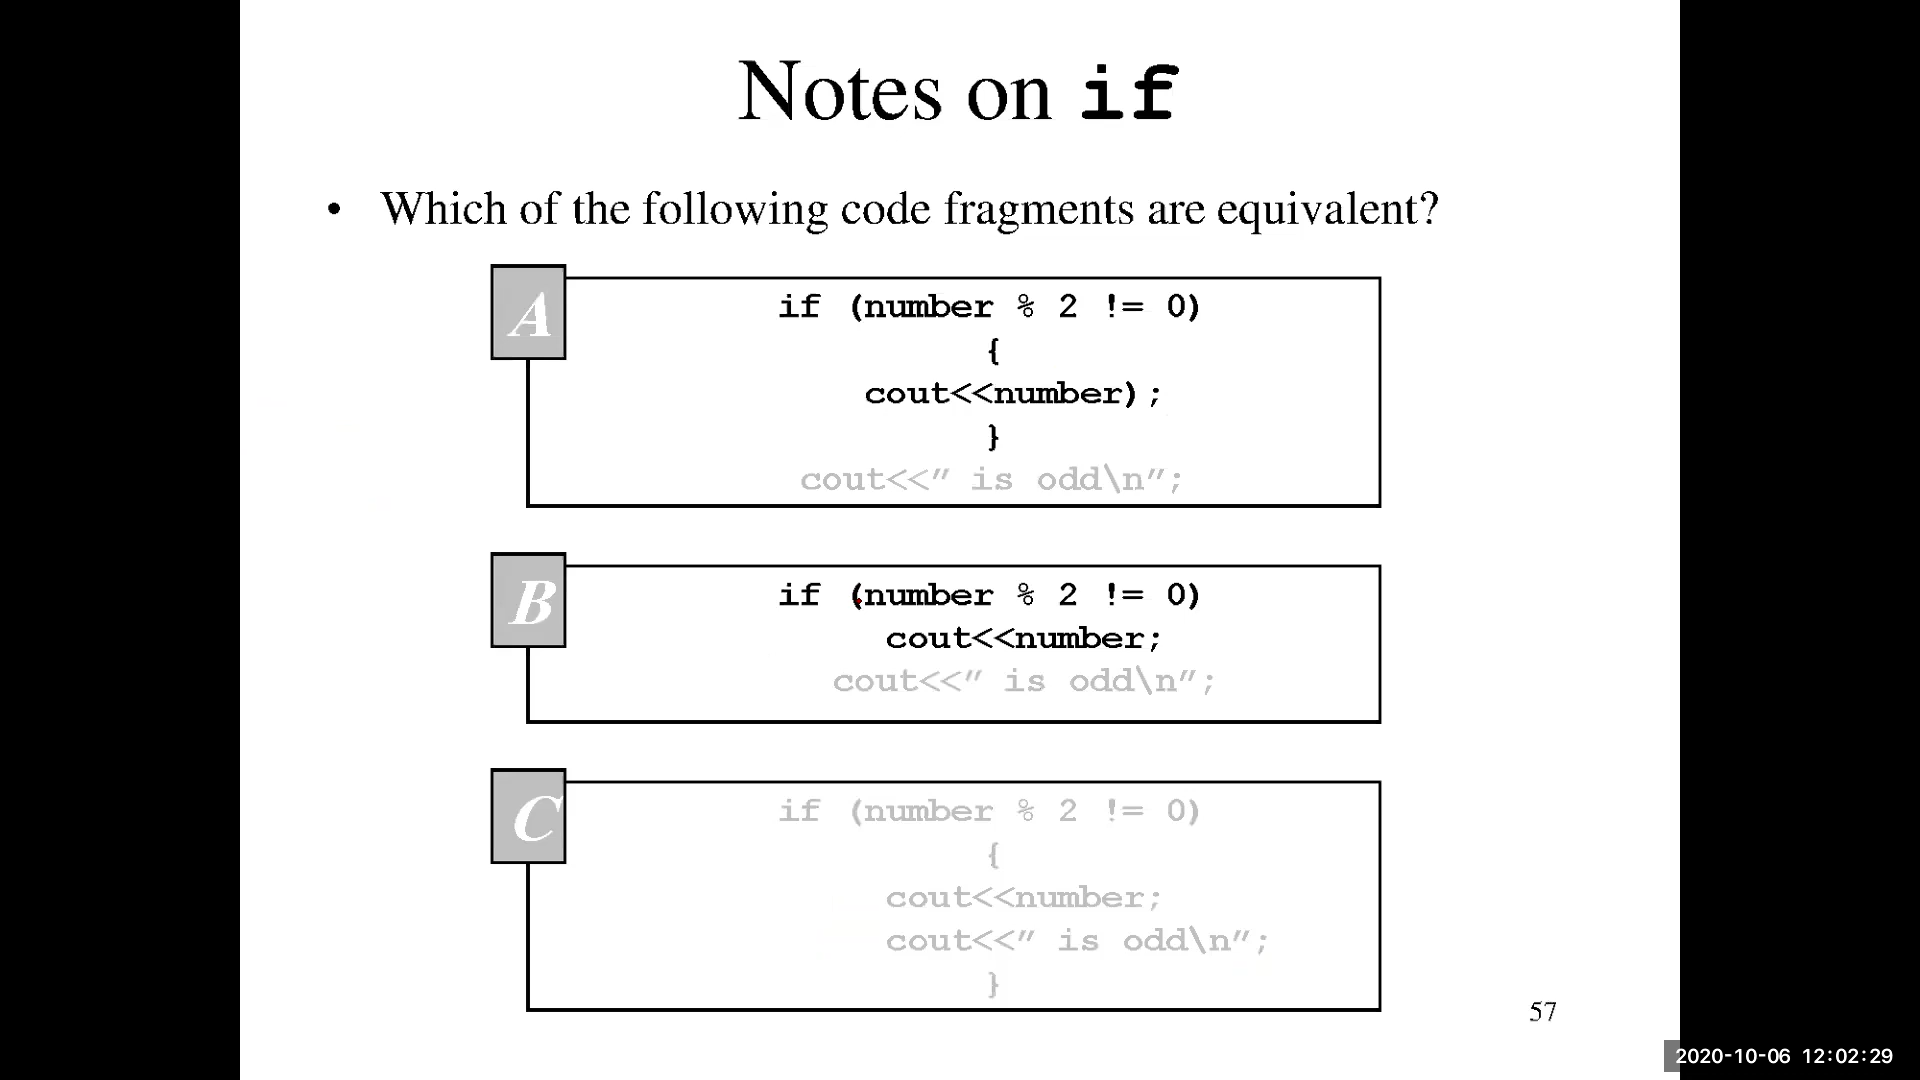 Notes on if
• Which of the following code fragments are equivalent?
A
if (number % 2 != 0)
{
cout<<number);
}
cout<<” is odd\n”;
B
if (number % 2 != 0)
cout<<number;
cout<<” is odd\n”;
C
if (number % 2 != 0)
{
cout<<number;
cout<<” is odd\n”;
}
57
2020-10-06 12:02:29